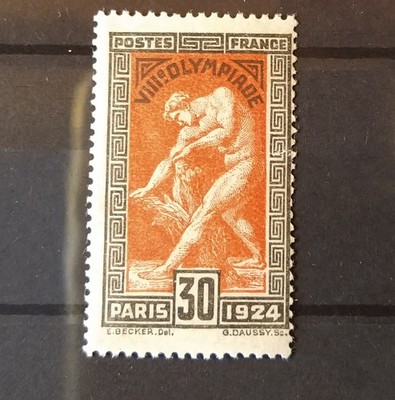 POSTES FRANCE
VIIIe OLYMPIADE
PARIS 30 1924
E.BECKER.Del. G.DAUSSY.Sc.